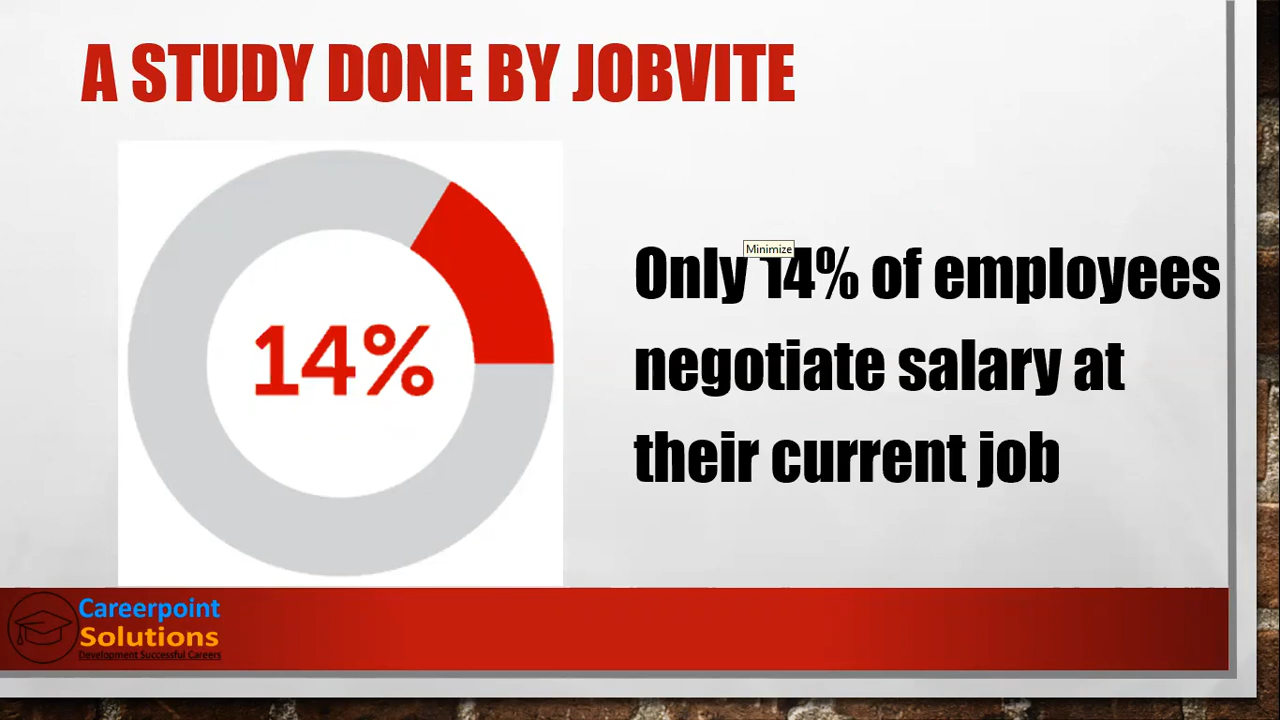 A STUDY DONE BY JOBVITE
14%
Minimize
Only 14% of employees
negotiate salary at
their current job
Careerpoint
Solutions
Development Successful Careers